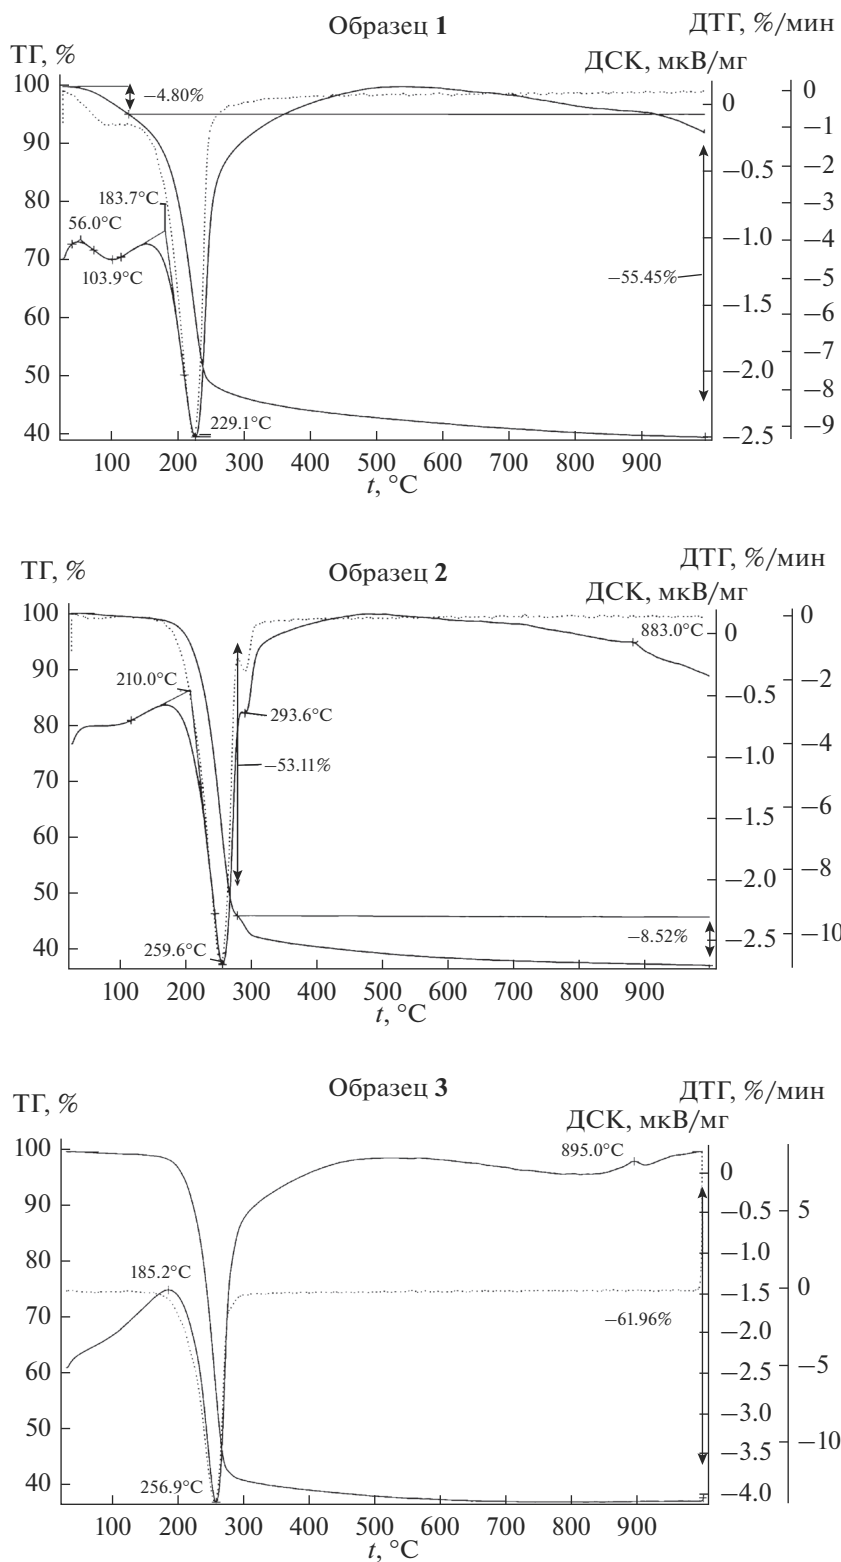 Образец 1
ДТГ, %/мин
ТГ, %
ДСК, мкВ/мг
100
90
80
70
60
50
40
−4.80%
183.7°C
56.0°C
103.9°C
229.1°C
−55.45%
0
−0.5
−1.0
−1.5
−2.0
−2.5
0
−1
−2
−3
−4
−5
−6
−7
−8
−9
100 200 300 400 500 600 700 800 900
t, °C
Образец 2
ДТГ, %/мин
ТГ, %
ДСК, мкВ/мг
100
90
80
70
60
50
40
883.0°C
210.0°C
293.6°C
−53.11%
259.6°C
−8.52%
0
−0.5
−1.0
−1.5
−2.0
−2.5
0
−2
−4
−6
−8
−10
100 200 300 400 500 600 700 800 900
t, °C
Образец 3
ДТГ, %/мин
ТГ, %
ДСК, мкВ/мг
100
90
80
70
60
50
40
895.0°C
185.2°C
−61.96%
256.9°C
0
−0.5
−1.0
−1.5
−2.0
−2.5
−3.0
−3.5
−4.0
5
0
−5
−10
100 200 300 400 500 600 700 800 900
t, °C